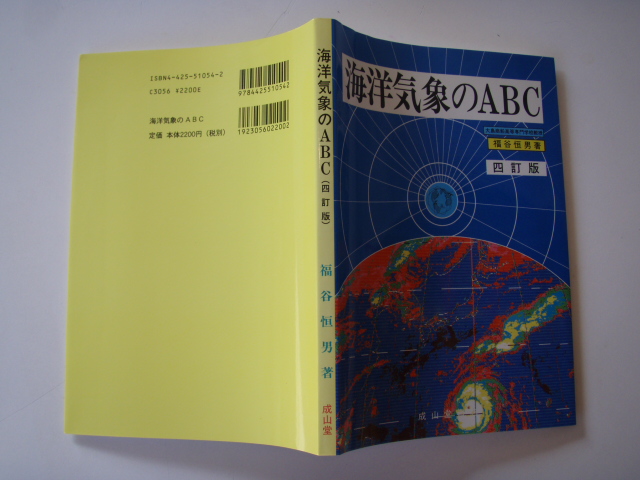 ISBN4-425-51054-2
C3056 ¥2200E
海洋気象のABC
定価 本体2200円(税別)
9784425510542
1923056022002
海洋気象のABC(四訂版)
福谷恒男著
成山堂
海洋気象のABC
福谷恒男著
四訂版
成山堂